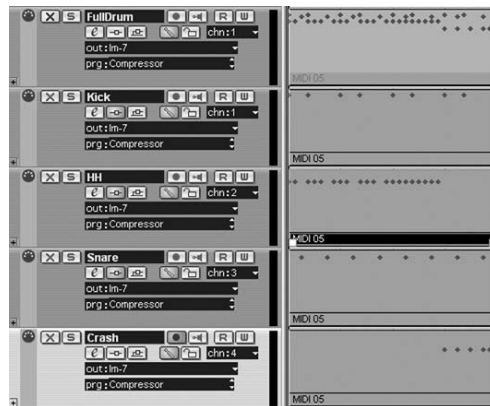 X S FullDrum R W
e chn:1
out:lm-7
prg:Compressor
MIDI 05
X S Kick R W
e chn:1
out:lm-7
prg:Compressor
MIDI 05
X S HH R W
e chn:2
out:lm-7
prg:Compressor
MIDI 05
X S Snare R W
e chn:3
out:lm-7
prg:Compressor
MIDI 05
X S Crash R W
e chn:4
out:lm-7
prg:Compressor
MIDI 05